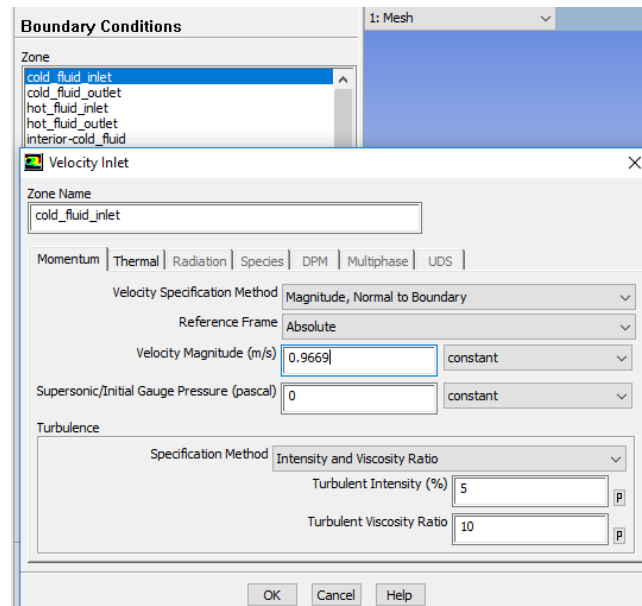 Boundary Conditions
1: Mesh
Zone
cold_fluid_inlet
cold_fluid_outlet
hot_fluid_inlet
hot_fluid_outlet
interior-cold_fluid
Velocity Inlet
Zone Name
cold_fluid_inlet
Momentum Thermal Radiation Species DPM Multiphase UDS
Velocity Specification Method Magnitude, Normal to Boundary
Reference Frame Absolute
Velocity Magnitude (m/s) 0.9669 constant
Supersonic/Initial Gauge Pressure (pascal) 0 constant
Turbulence
Specification Method Intensity and Viscosity Ratio
Turbulent Intensity (%) 5 P
Turbulent Viscosity Ratio 10 P
OK Cancel Help